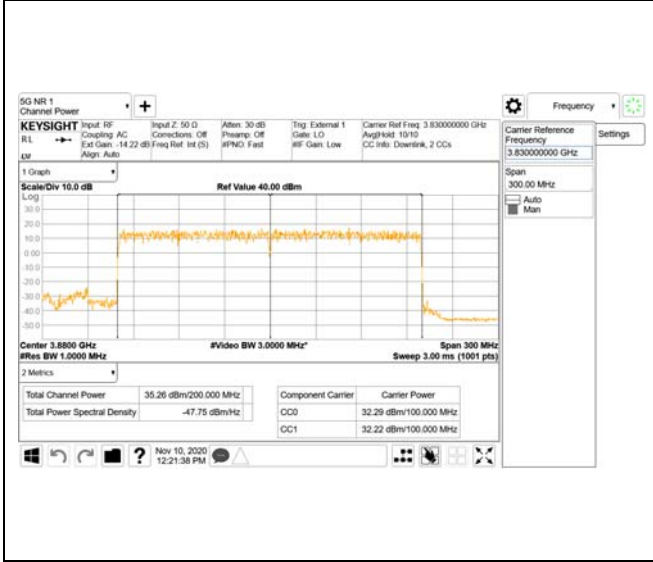 5G NR 1
Channel Power
Frequency
KEYSIGHT
RL
Input: RF
Coupling: AC
Ext Gain: -14.22 dB
Align: Auto
Input Z: 50 Ω
Corrections: Off
Freq Ref: Int (S)
Atten: 30 dB
Preamp: Off
#PNO: Fast
Trig: External 1
Gate: LO
#IF Gain: Low
Carrier Ref Freq: 3.830000000 GHz
Avg|Hold: 10/10
CC Info: Downlink, 2 CCs
Carrier Reference
Frequency
3.830000000 GHz
Settings
Span
300.00 MHz
Auto
Man
1 Graph
Scale/Div 10.0 dB
Ref Value 40.00 dBm
Log
30.0
20.0
10.0
0.00
-10.0
-20.0
-30.0
-40.0
-50.0
Center 3.8800 GHz
#Video BW 3.0000 MHz*
Span 300 MHz
#Res BW 1.0000 MHz
Sweep 3.00 ms (1001 pts)
2 Metrics
Total Channel Power 35.26 dBm/200.000 MHz
Total Power Spectral Density -47.75 dBm/Hz
Component Carrier Carrier Power
CC0 32.29 dBm/100.000 MHz
CC1 32.22 dBm/100.000 MHz
Nov 10, 2020
12:21:38 PM